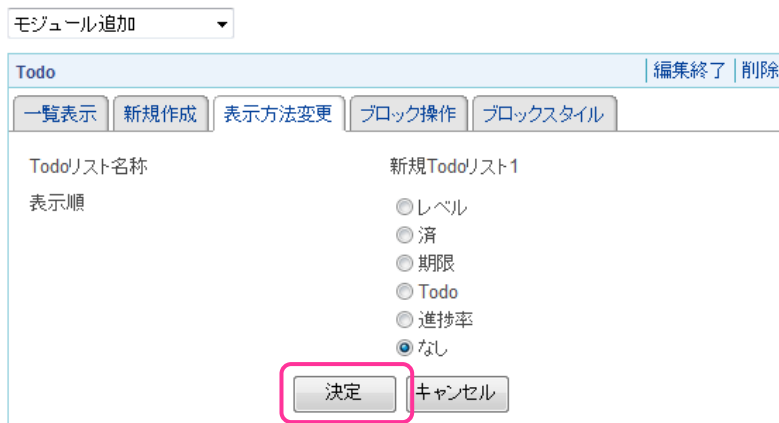 モジュール追加
Todo 編集終了 削除
一覧表示 新規作成 表示方法変更 ブロック操作 ブロックスタイル
Todoリスト名称 新規Todoリスト1
表示順
レベル
済
期限
Todo
進捗率
なし
決定 キャンセル